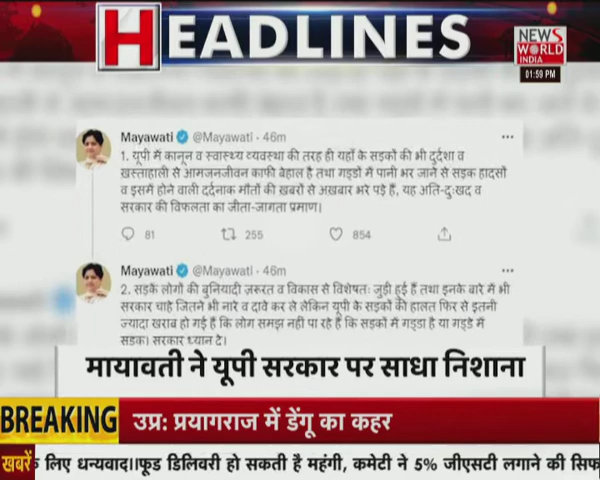 HEADLINES
NEWS
WORLD
INDIA
01:59 PM
Mayawati @Mayawati · 46m
1. यूपी में कानून व स्वास्थ्य व्यवस्था की तरह ही यहाँ के सड़कों की भी दुर्दशा व
खस्ताहाली से आमजनजीवन काफी बेहाल है तथा गड्डों में पानी भर जाने से सड़क हादसों
व इसमें होने वाली दर्दनाक मौतों की खबरों से अखबार भरे पड़े हैं, यह अति-दुःखद व
सरकार की विफलता का जीता-जागता प्रमाण।
81 255 854
Mayawati @Mayawati · 46m
2. सड़कें लोगों की बुनियादी ज़रूरत व विकास से विशेषतः जुड़ी हुई हैं तथा इनके बारे में भी
सरकार चाहे जितने भी नारे व दावे कर ले लेकिन यूपी के सड़कों की हालत फिर से इतनी
ज्यादा खराब हो गई हैं कि लोग समझ नहीं पा रहे हैं कि सड़कों में गड्डा है या गड्डे में
सड़क। सरकार ध्यान दे।
मायावती ने यूपी सरकार पर साधा निशाना
BREAKING उप्र: प्रयागराज में डेंगू का कहर
खबरें के लिए धन्यवाद।।फूड डिलिवरी हो सकती है महंगी, कमेटी ने 5% जीएसटी लगाने की सिफ